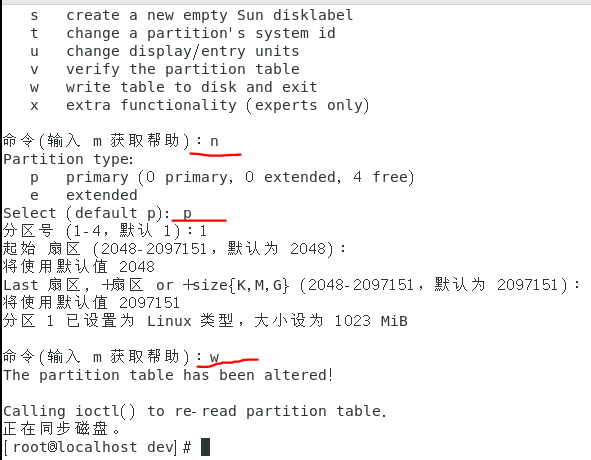 s   create a new empty Sun disklabel
t   change a partition's system id
u   change display/entry units
v   verify the partition table
w   write table to disk and exit
x   extra functionality (experts only)
命令(输入 m 获取帮助)：n
Partition type:
p   primary (0 primary, 0 extended, 4 free)
e   extended
Select (default p): p
分区号 (1-4，默认 1)：1
起始 扇区 (2048-2097151，默认为 2048)：
将使用默认值 2048
Last 扇区, +扇区 or +size{K,M,G} (2048-2097151，默认为 2097151)：
将使用默认值 2097151
分区 1 已设置为 Linux 类型，大小设为 1023 MiB
命令(输入 m 获取帮助)：w
The partition table has been altered!
Calling ioctl() to re-read partition table.
正在同步磁盘。
[root@localhost dev]#